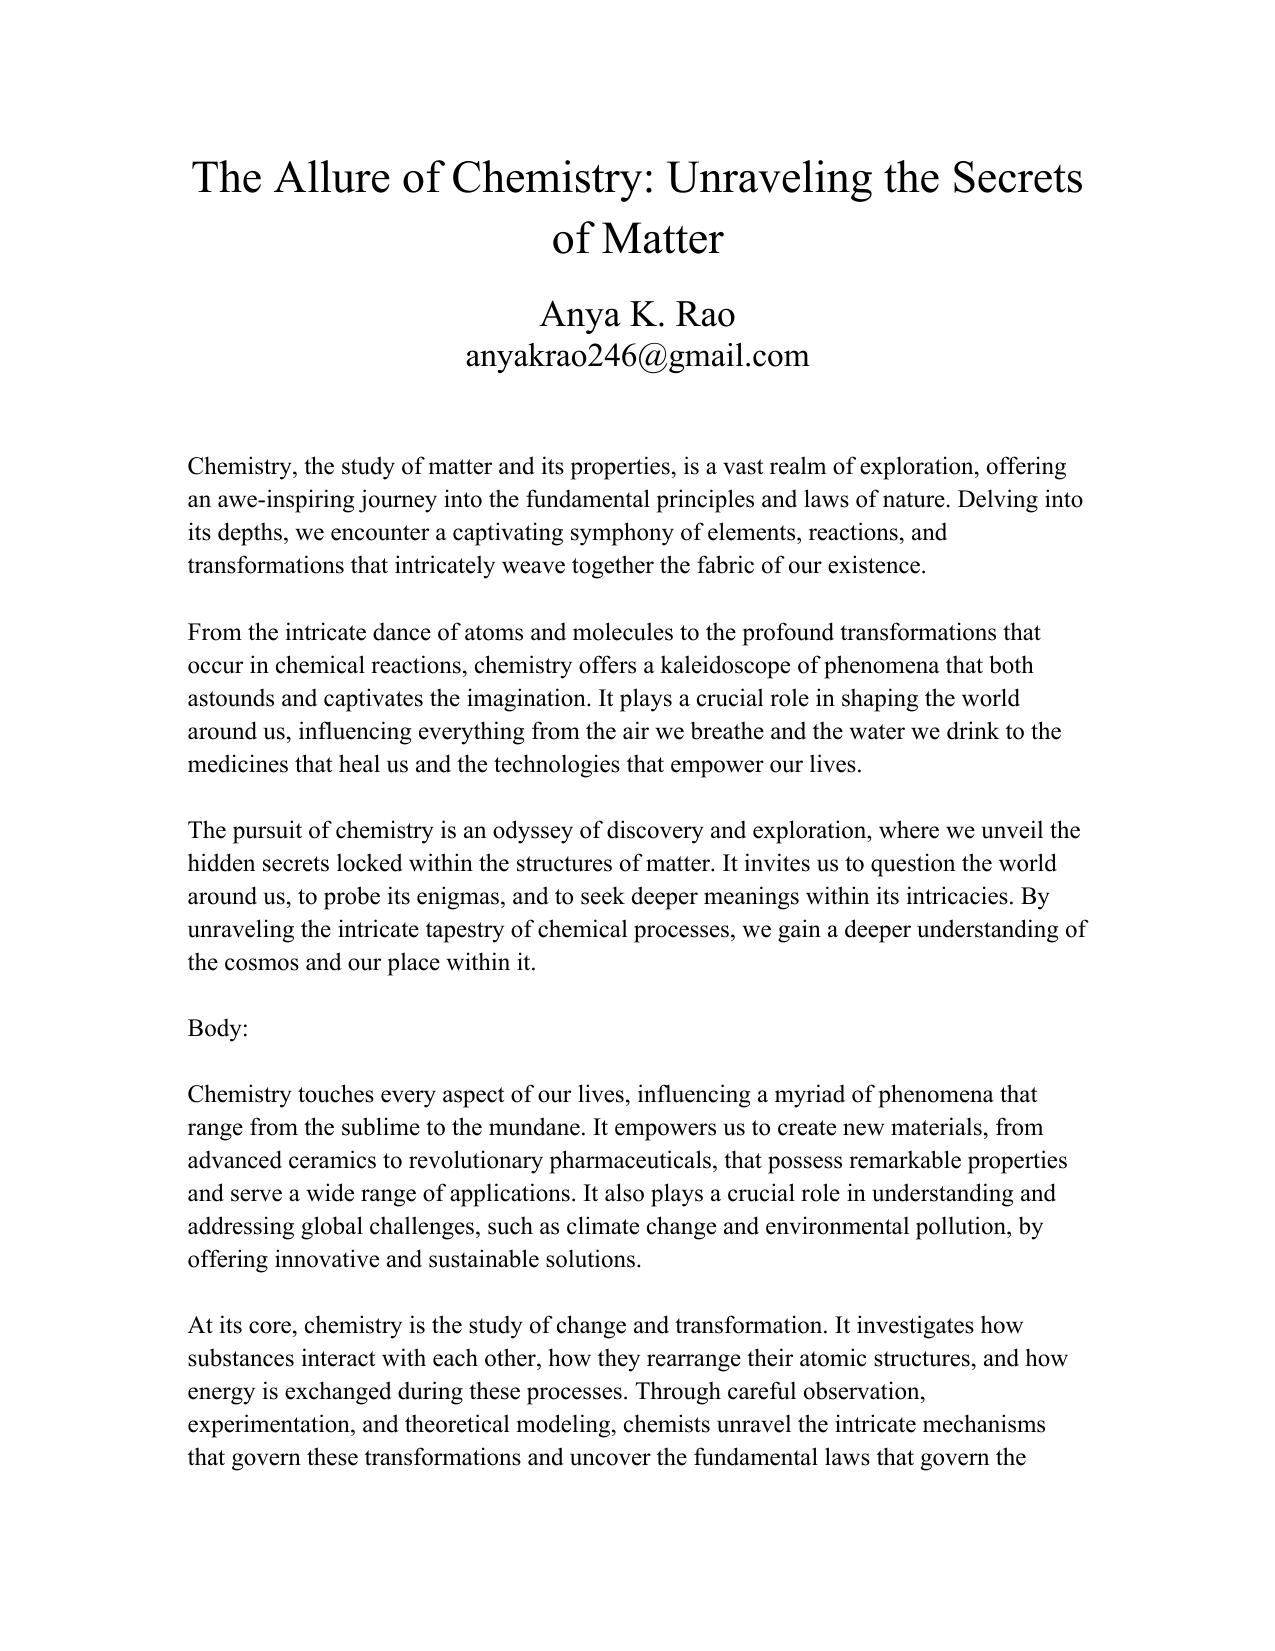 The Allure of Chemistry: Unraveling the Secrets
of Matter
Anya K. Rao
anyakrao246@gmail.com
Chemistry, the study of matter and its properties, is a vast realm of exploration, offering
an awe-inspiring journey into the fundamental principles and laws of nature. Delving into
its depths, we encounter a captivating symphony of elements, reactions, and
transformations that intricately weave together the fabric of our existence.
From the intricate dance of atoms and molecules to the profound transformations that
occur in chemical reactions, chemistry offers a kaleidoscope of phenomena that both
astounds and captivates the imagination. It plays a crucial role in shaping the world
around us, influencing everything from the air we breathe and the water we drink to the
medicines that heal us and the technologies that empower our lives.
The pursuit of chemistry is an odyssey of discovery and exploration, where we unveil the
hidden secrets locked within the structures of matter. It invites us to question the world
around us, to probe its enigmas, and to seek deeper meanings within its intricacies. By
unraveling the intricate tapestry of chemical processes, we gain a deeper understanding of
the cosmos and our place within it.
Body:
Chemistry touches every aspect of our lives, influencing a myriad of phenomena that
range from the sublime to the mundane. It empowers us to create new materials, from
advanced ceramics to revolutionary pharmaceuticals, that possess remarkable properties
and serve a wide range of applications. It also plays a crucial role in understanding and
addressing global challenges, such as climate change and environmental pollution, by
offering innovative and sustainable solutions.
At its core, chemistry is the study of change and transformation. It investigates how
substances interact with each other, how they rearrange their atomic structures, and how
energy is exchanged during these processes. Through careful observation,
experimentation, and theoretical modeling, chemists unravel the intricate mechanisms
that govern these transformations and uncover the fundamental laws that govern the